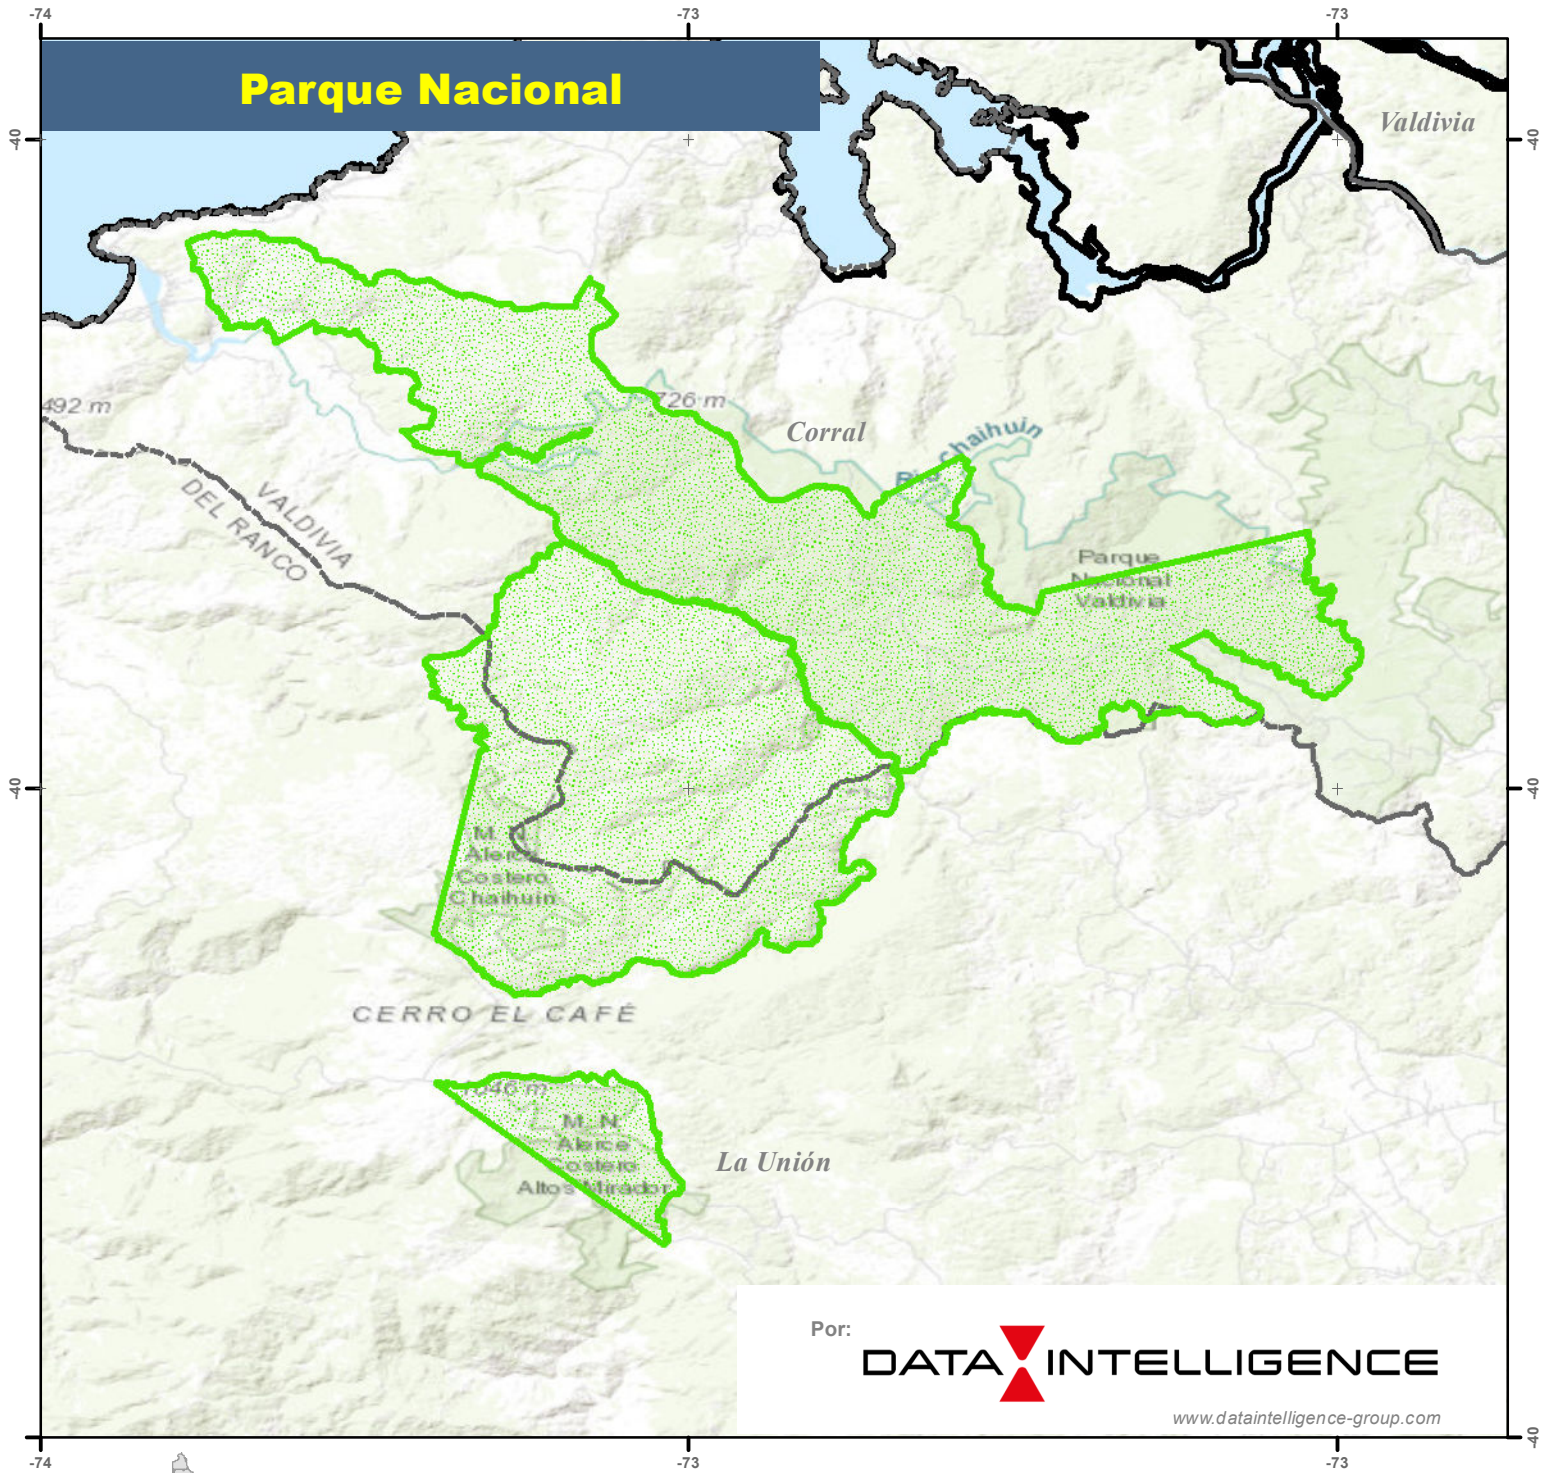 -74
-73
-73
Parque Nacional
Valdivia
-40
-40
492 m
726 m
Corral
Rio Chaihuin
VALDIVIA
DEL RANCO
Parque
Nacional
Valdivia
-40
-40
M. N.
Alerce
Costero
Chaihuin
CERRO EL CAFÉ
1046 m
M. N.
Alerce
Costero
Altos Mirador
La Unión
Por:
DATA INTELLIGENCE
www.dataintelligence-group.com
-40
-74
-73
-73